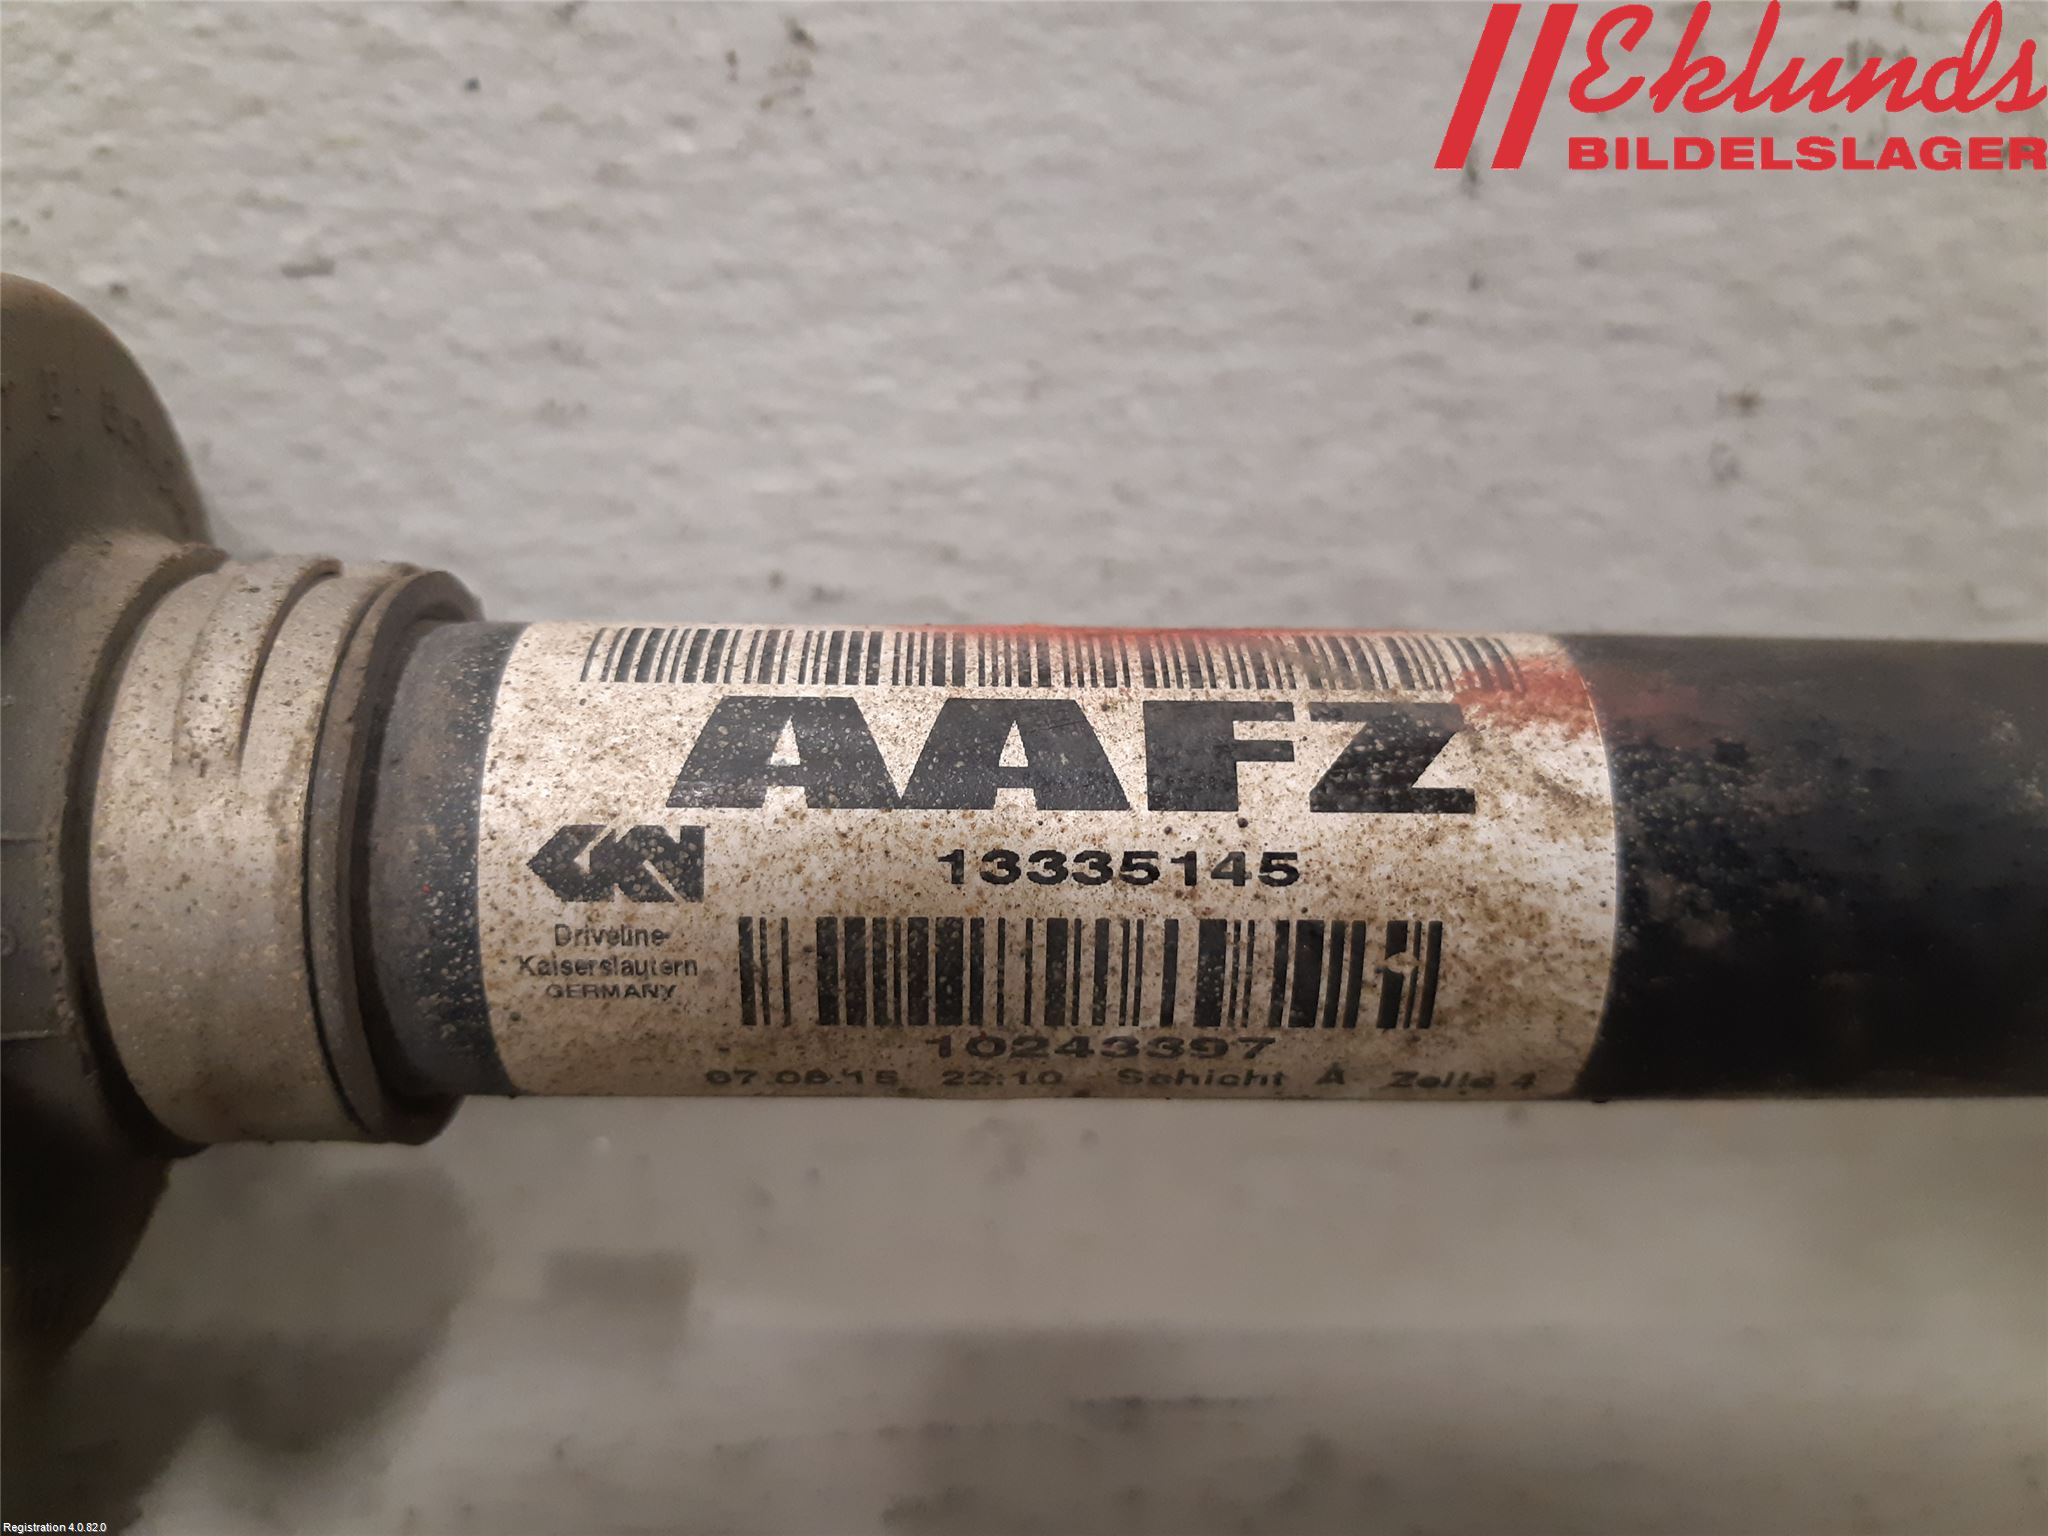 Eklunds
BILDELSLAGER
AAFZ
GKN
13335145
Driveline
Kaiserslautern
GERMANY
10243397
07.08.15 22:10 Schicht A Zelle 4
Registration 4.0.82.0